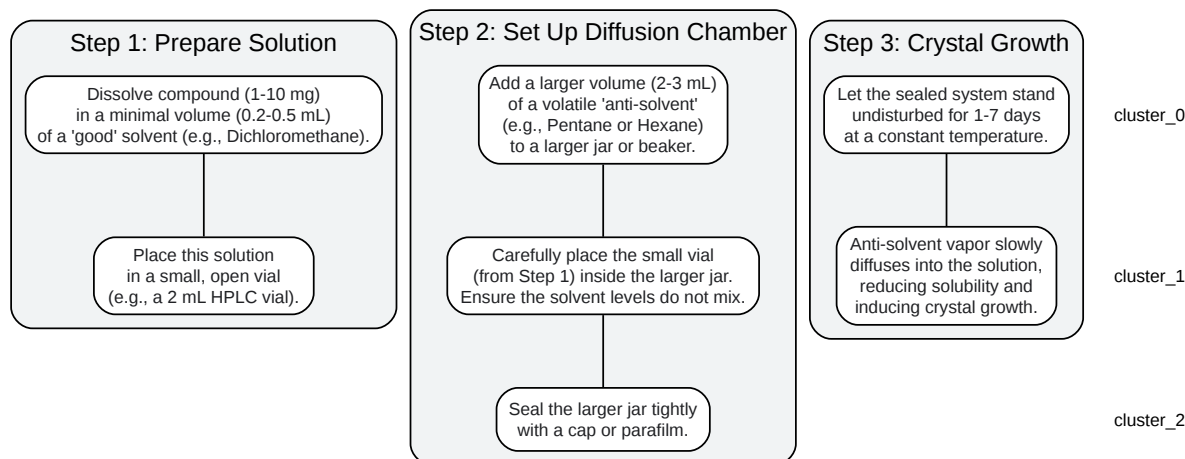 Step 1: Prepare Solution
Dissolve compound (1-10 mg)
in a minimal volume (0.2-0.5 mL)
of a 'good' solvent (e.g., Dichloromethane).
Place this solution
in a small, open vial
(e.g., a 2 mL HPLC vial).
Step 2: Set Up Diffusion Chamber
Add a larger volume (2-3 mL)
of a volatile 'anti-solvent'
(e.g., Pentane or Hexane)
to a larger jar or beaker.
Carefully place the small vial
(from Step 1) inside the larger jar.
Ensure the solvent levels do not mix.
Seal the larger jar tightly
with a cap or parafilm.
Step 3: Crystal Growth
Let the sealed system stand
undisturbed for 1-7 days
at a constant temperature.
Anti-solvent vapor slowly
diffuses into the solution,
reducing solubility and
inducing crystal growth.
cluster_0
cluster_1
cluster_2